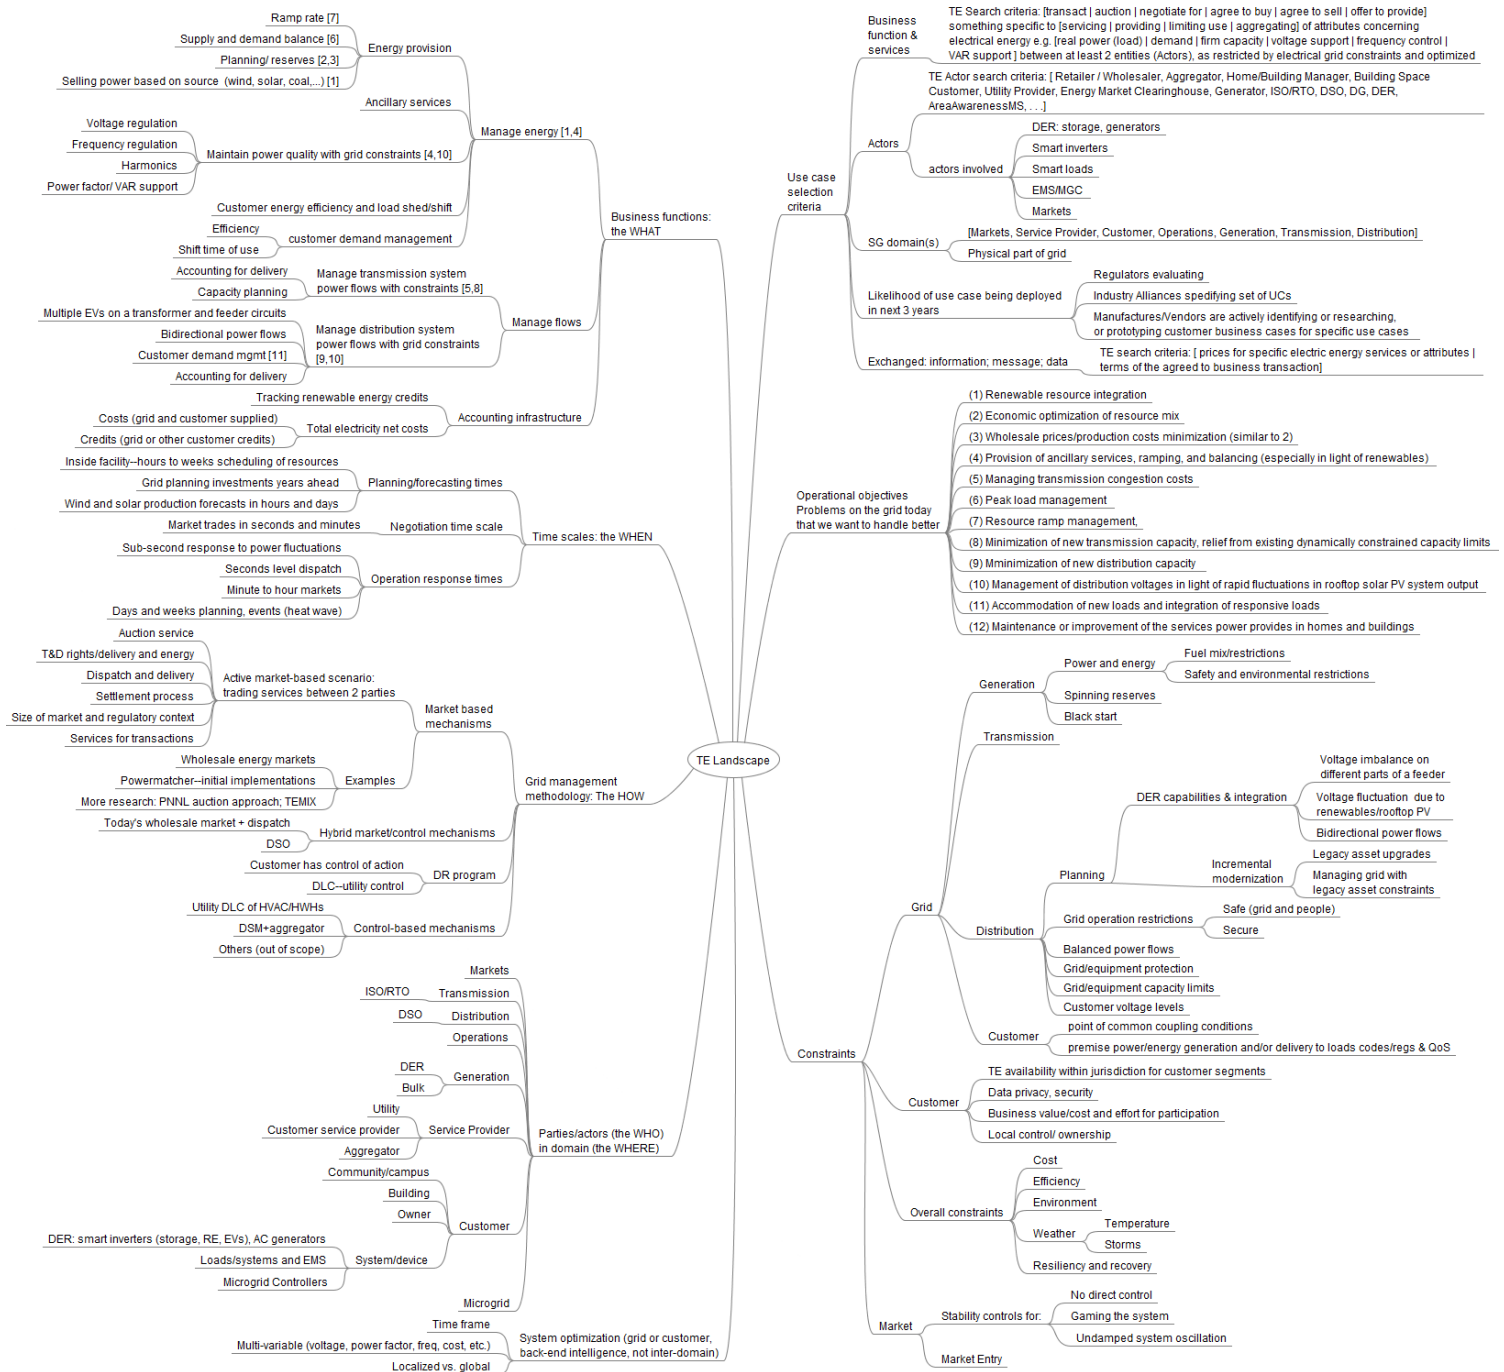 TE Landscape
Business functions:
the WHAT
Manage energy [1,4]
Energy provision
Ramp rate [7]
Supply and demand balance [6]
Planning/ reserves [2,3]
Selling power based on source  (wind, solar, coal,...) [1]
Ancillary services
Maintain power quality with grid constraints [4,10]
Voltage regulation
Frequency regulation
Harmonics
Power factor/ VAR support
Customer energy efficiency and load shed/shift
customer demand management
Efficiency
Shift time of use
Manage flows
Manage transmission system
power flows with constraints [5,8]
Accounting for delivery
Capacity planning
Manage distribution system
power flows with grid constraints
[9,10]
Multiple EVs on a transformer and feeder circuits
Bidirectional power flows
Customer demand mgmt [11]
Accounting for delivery
Accounting infrastructure
Tracking renewable energy credits
Total electricity net costs
Costs (grid and customer supplied)
Credits (grid or other customer credits)
Time scales: the WHEN
Planning/forecasting times
Inside facility--hours to weeks scheduling of resources
Grid planning investments years ahead
Wind and solar production forecasts in hours and days
Negotiation time scale
Market trades in seconds and minutes
Operation response times
Sub-second response to power fluctuations
Seconds level dispatch
Minute to hour markets
Days and weeks planning, events (heat wave)
Grid management
methodology: The HOW
Market based
mechanisms
Active market-based scenario:
trading services between 2 parties
Auction service
T&D rights/delivery and energy
Dispatch and delivery
Settlement process
Size of market and regulatory context
Services for transactions
Examples
Wholesale energy markets
Powermatcher--initial implementations
More research: PNNL auction approach; TEMIX
Hybrid market/control mechanisms
Today's wholesale market + dispatch
DSO
DR program
Customer has control of action
DLC--utility control
Control-based mechanisms
Utility DLC of HVAC/HWHs
DSM+aggregator
Others (out of scope)
Parties/actors (the WHO)
in domain (the WHERE)
Markets
Transmission
ISO/RTO
Distribution
DSO
Operations
Generation
DER
Bulk
Service Provider
Utility
Customer service provider
Aggregator
Customer
Community/campus
Building
Owner
System/device
DER: smart inverters (storage, RE, EVs), AC generators
Loads/systems and EMS
Microgrid Controllers
Microgrid
System optimization (grid or customer,
back-end intelligence, not inter-domain)
Time frame
Multi-variable (voltage, power factor, freq, cost, etc.)
Localized vs. global
Use case
selection
criteria
Business
function &
services
TE Search criteria: [transact | auction | negotiate for | agree to buy | agree to sell | offer to provide]
something specific to [servicing | providing | limiting use | aggregating] of attributes concerning
electrical energy e.g. [real power (load) | demand | firm capacity | voltage support | frequency control |
VAR support ] between at least 2 entities (Actors), as restricted by electrical grid constraints and optimized
Actors
TE Actor search criteria: [ Retailer / Wholesaler, Aggregator, Home/Building Manager, Building Space
Customer, Utility Provider, Energy Market Clearinghouse, Generator, ISO/RTO, DSO, DG, DER,
AreaAwarenessMS, . . .]
actors involved
DER: storage, generators
Smart inverters
Smart loads
EMS/MGC
Markets
SG domain(s)
[Markets, Service Provider, Customer, Operations, Generation, Transmission, Distribution]
Physical part of grid
Likelihood of use case being deployed
in next 3 years
Regulators evaluating
Industry Alliances spedifying set of UCs
Manufactures/Vendors are actively identifying or researching,
or prototyping customer business cases for specific use cases
Exchanged: information; message; data
TE search criteria: [ prices for specific electric energy services or attributes |
terms of the agreed to business transaction]
Operational objectives
Problems on the grid today
that we want to handle better
(1) Renewable resource integration
(2) Economic optimization of resource mix
(3) Wholesale prices/production costs minimization (similar to 2)
(4) Provision of ancillary services, ramping, and balancing (especially in light of renewables)
(5) Managing transmission congestion costs
(6) Peak load management
(7) Resource ramp management,
(8) Minimization of new transmission capacity, relief from existing dynamically constrained capacity limits
(9) Mminimization of new distribution capacity
(10) Management of distribution voltages in light of rapid fluctuations in rooftop solar PV system output
(11) Accommodation of new loads and integration of responsive loads
(12) Maintenance or improvement of the services power provides in homes and buildings
Constraints
Grid
Generation
Power and energy
Fuel mix/restrictions
Safety and environmental restrictions
Spinning reserves
Black start
Transmission
Distribution
Planning
DER capabilities & integration
Voltage imbalance on
different parts of a feeder
Voltage fluctuation  due to
renewables/rooftop PV
Bidirectional power flows
Incremental
modernization
Legacy asset upgrades
Managing grid with
legacy asset constraints
Grid operation restrictions
Safe (grid and people)
Secure
Balanced power flows
Grid/equipment protection
Grid/equipment capacity limits
Customer voltage levels
Customer
point of common coupling conditions
premise power/energy generation and/or delivery to loads codes/regs & QoS
Customer
TE availability within jurisdiction for customer segments
Data privacy, security
Business value/cost and effort for participation
Local control/ ownership
Overall constraints
Cost
Efficiency
Environment
Weather
Temperature
Storms
Resiliency and recovery
Market
Stability controls for:
No direct control
Gaming the system
Undamped system oscillation
Market Entry